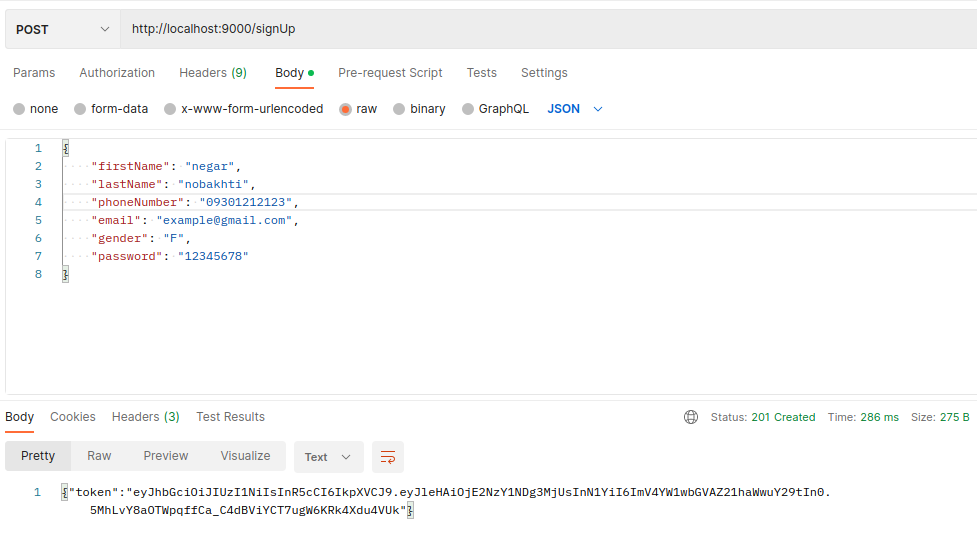 POST http://localhost:9000/signUp
Params Authorization Headers (9) Body Pre-request Script Tests Settings
none form-data x-www-form-urlencoded raw binary GraphQL JSON
1 {
2 "firstName": "negar",
3 "lastName": "nobakhti",
4 "phoneNumber": "09301212123",
5 "email": "example@gmail.com",
6 "gender": "F",
7 "password": "12345678"
8 }
Body Cookies Headers (3) Test Results Status: 201 Created Time: 286 ms Size: 275 B
Pretty Raw Preview Visualize Text
1 {"token":"eyJhbGciOiJIUzI1NiIsInR5cCI6IkpXVCJ9.eyJleHAiOjE2NzY1NDg3MjUsInN1YiI6ImV4YW1wbGVAZ21haWwuY29tIn0.
5MhLvY8aOTWpqffCa_C4dBViYCT7ugW6KRk4Xdu4VUk"}